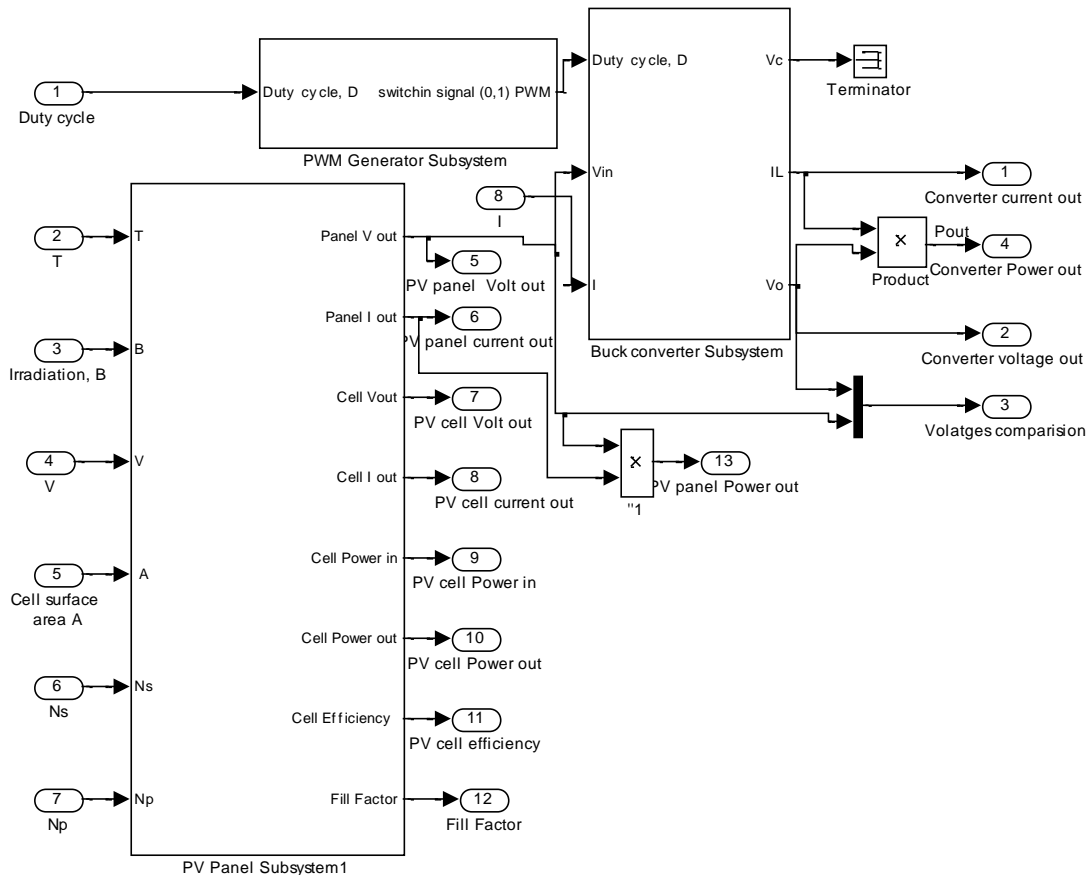 1
Duty cycle
Duty cycle, D
switchin signal (0,1) PWM
PWM Generator Subsystem
Duty cycle, D
Vin
I
Vc
IL
Vo
Buck converter Subsystem
Terminator
8
I
1
Converter current out
Pout
×
Product
4
Converter Power out
2
Converter voltage out
3
Volatges comparision
2
T
3
Irradiation, B
4
V
5
Cell surface
area A
6
Ns
7
Np
T
B
V
A
Ns
Np
Panel V out
Panel I out
Cell Vout
Cell I out
Cell Power in
Cell Power out
Cell Efficiency
Fill Factor
PV Panel Subsystem1
5
PV panel Volt out
6
PV panel current out
7
PV cell Volt out
8
PV cell current out
9
PV cell Power in
10
PV cell Power out
11
PV cell efficiency
12
Fill Factor
×
"1
13
PV panel Power out